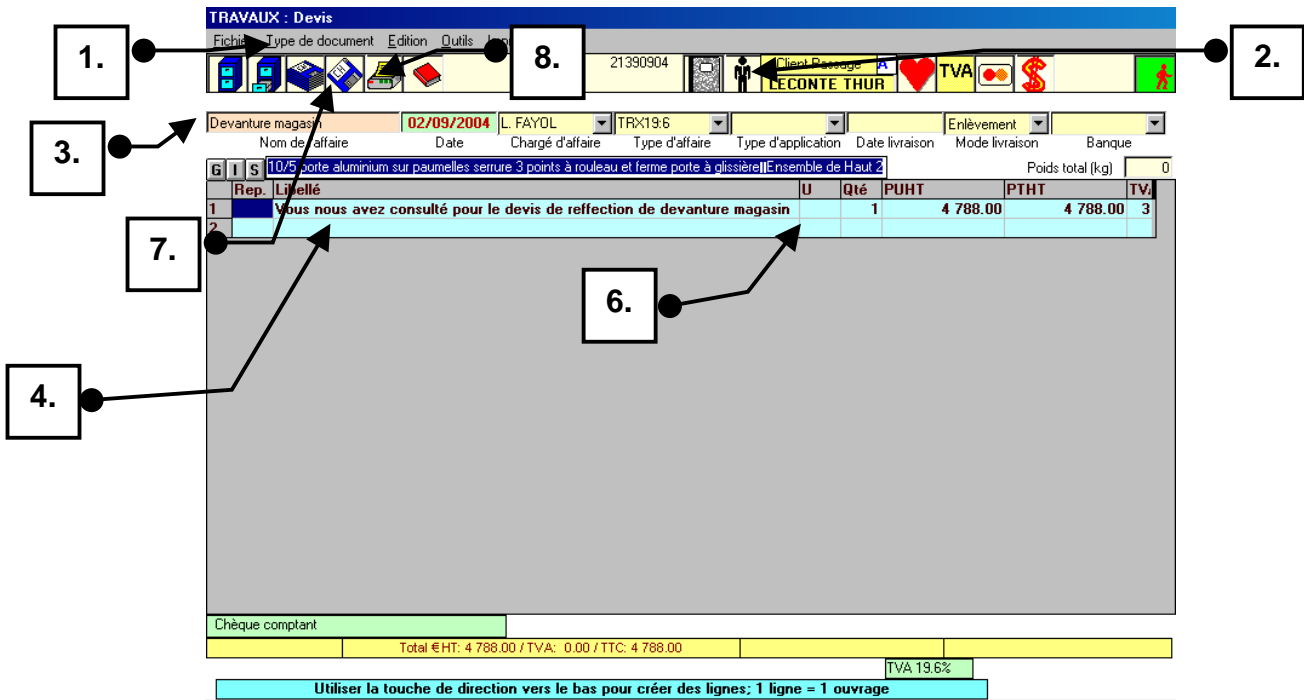 TRAVAUX : Devis
Fichier Type de document Edition Outils
1.
8.
2.
21390904
Client Passage A
TVA
LECONTE THUR
3.
Devanture magasin 02/09/2004 L. FAYOL TRX19:6 Enlèvement
Nom de l'affaire Date Chargé d'affaire Type d'affaire Type d'application Date livraison Mode livraison Banque
G I S 10/5 porte aluminium sur paumelles serrure 3 points à rouleau et ferme porte à glissière||Ensemble de Haut 2 Poids total (kg) 0
Rep. Libellé U Qté PUHT PTHT TVA
1 Vous nous avez consulté pour le devis de reffection de devanture magasin 1 4 788.00 4 788.00 3
2
7.
6.
4.
Chèque comptant
Total € HT: 4 788.00 / TVA: 0.00 / TTC: 4 788.00
TVA 19.6%
Utiliser la touche de direction vers le bas pour créer des lignes; 1 ligne = 1 ouvrage